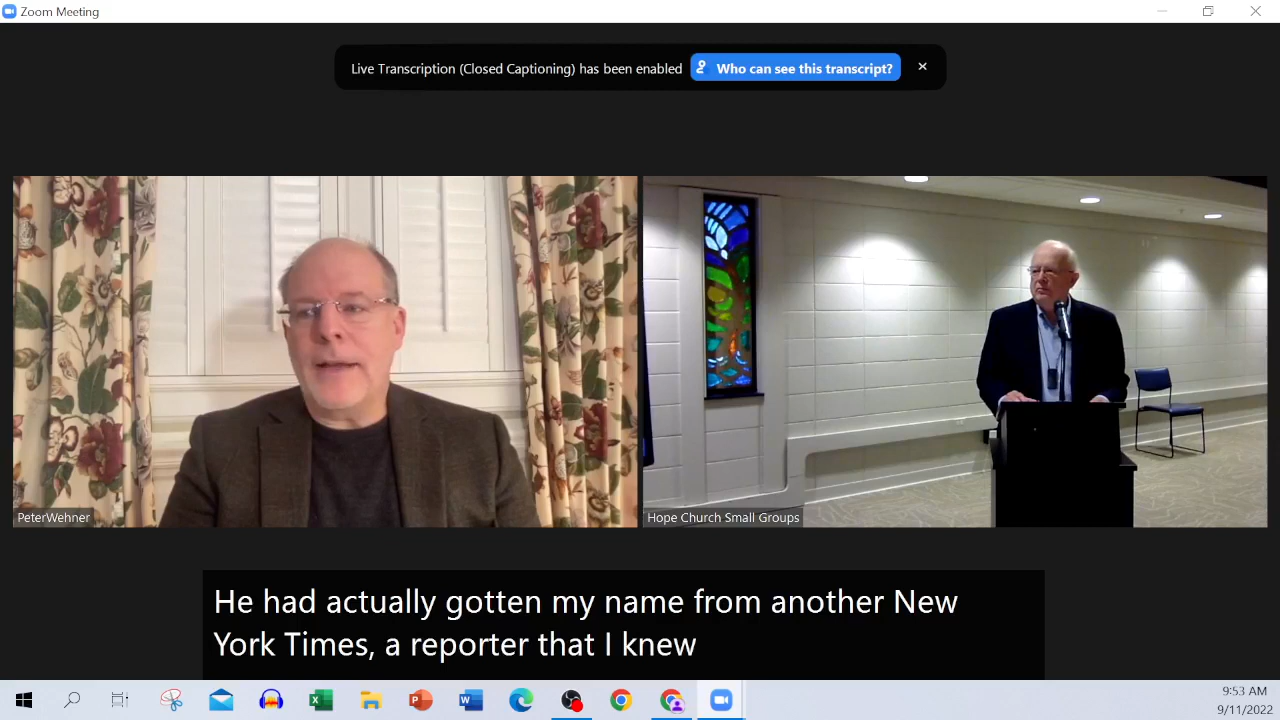 Zoom Meeting
Live Transcription (Closed Captioning) has been enabled
Who can see this transcript?
PeterWehner
Hope Church Small Groups
He had actually gotten my name from another New
York Times, a reporter that I knew
9:53 AM
9/11/2022